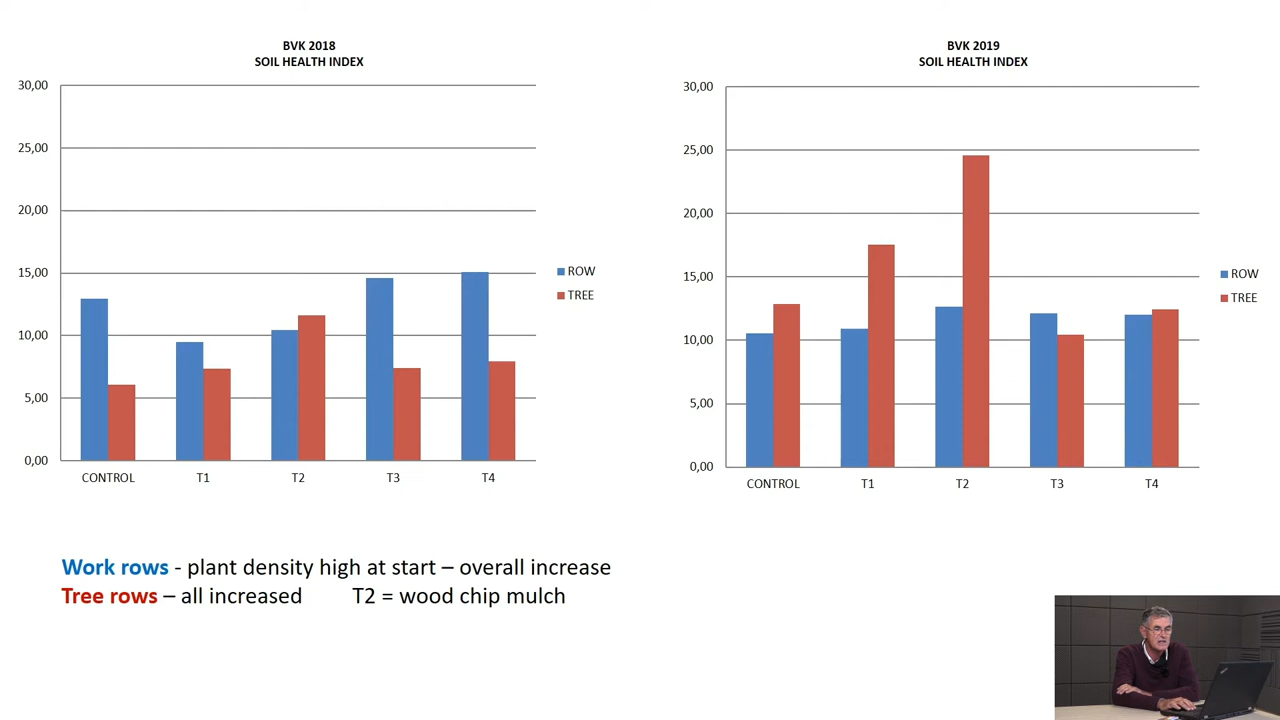 BVK 2018
SOIL HEALTH INDEX
30,00
25,00
20,00
15,00
10,00
5,00
0,00
CONTROL T1 T2 T3 T4
ROW
TREE
BVK 2019
SOIL HEALTH INDEX
30,00
25,00
20,00
15,00
10,00
5,00
0,00
CONTROL T1 T2 T3 T4
ROW
TREE
Work rows - plant density high at start – overall increase
Tree rows – all increased T2 = wood chip mulch